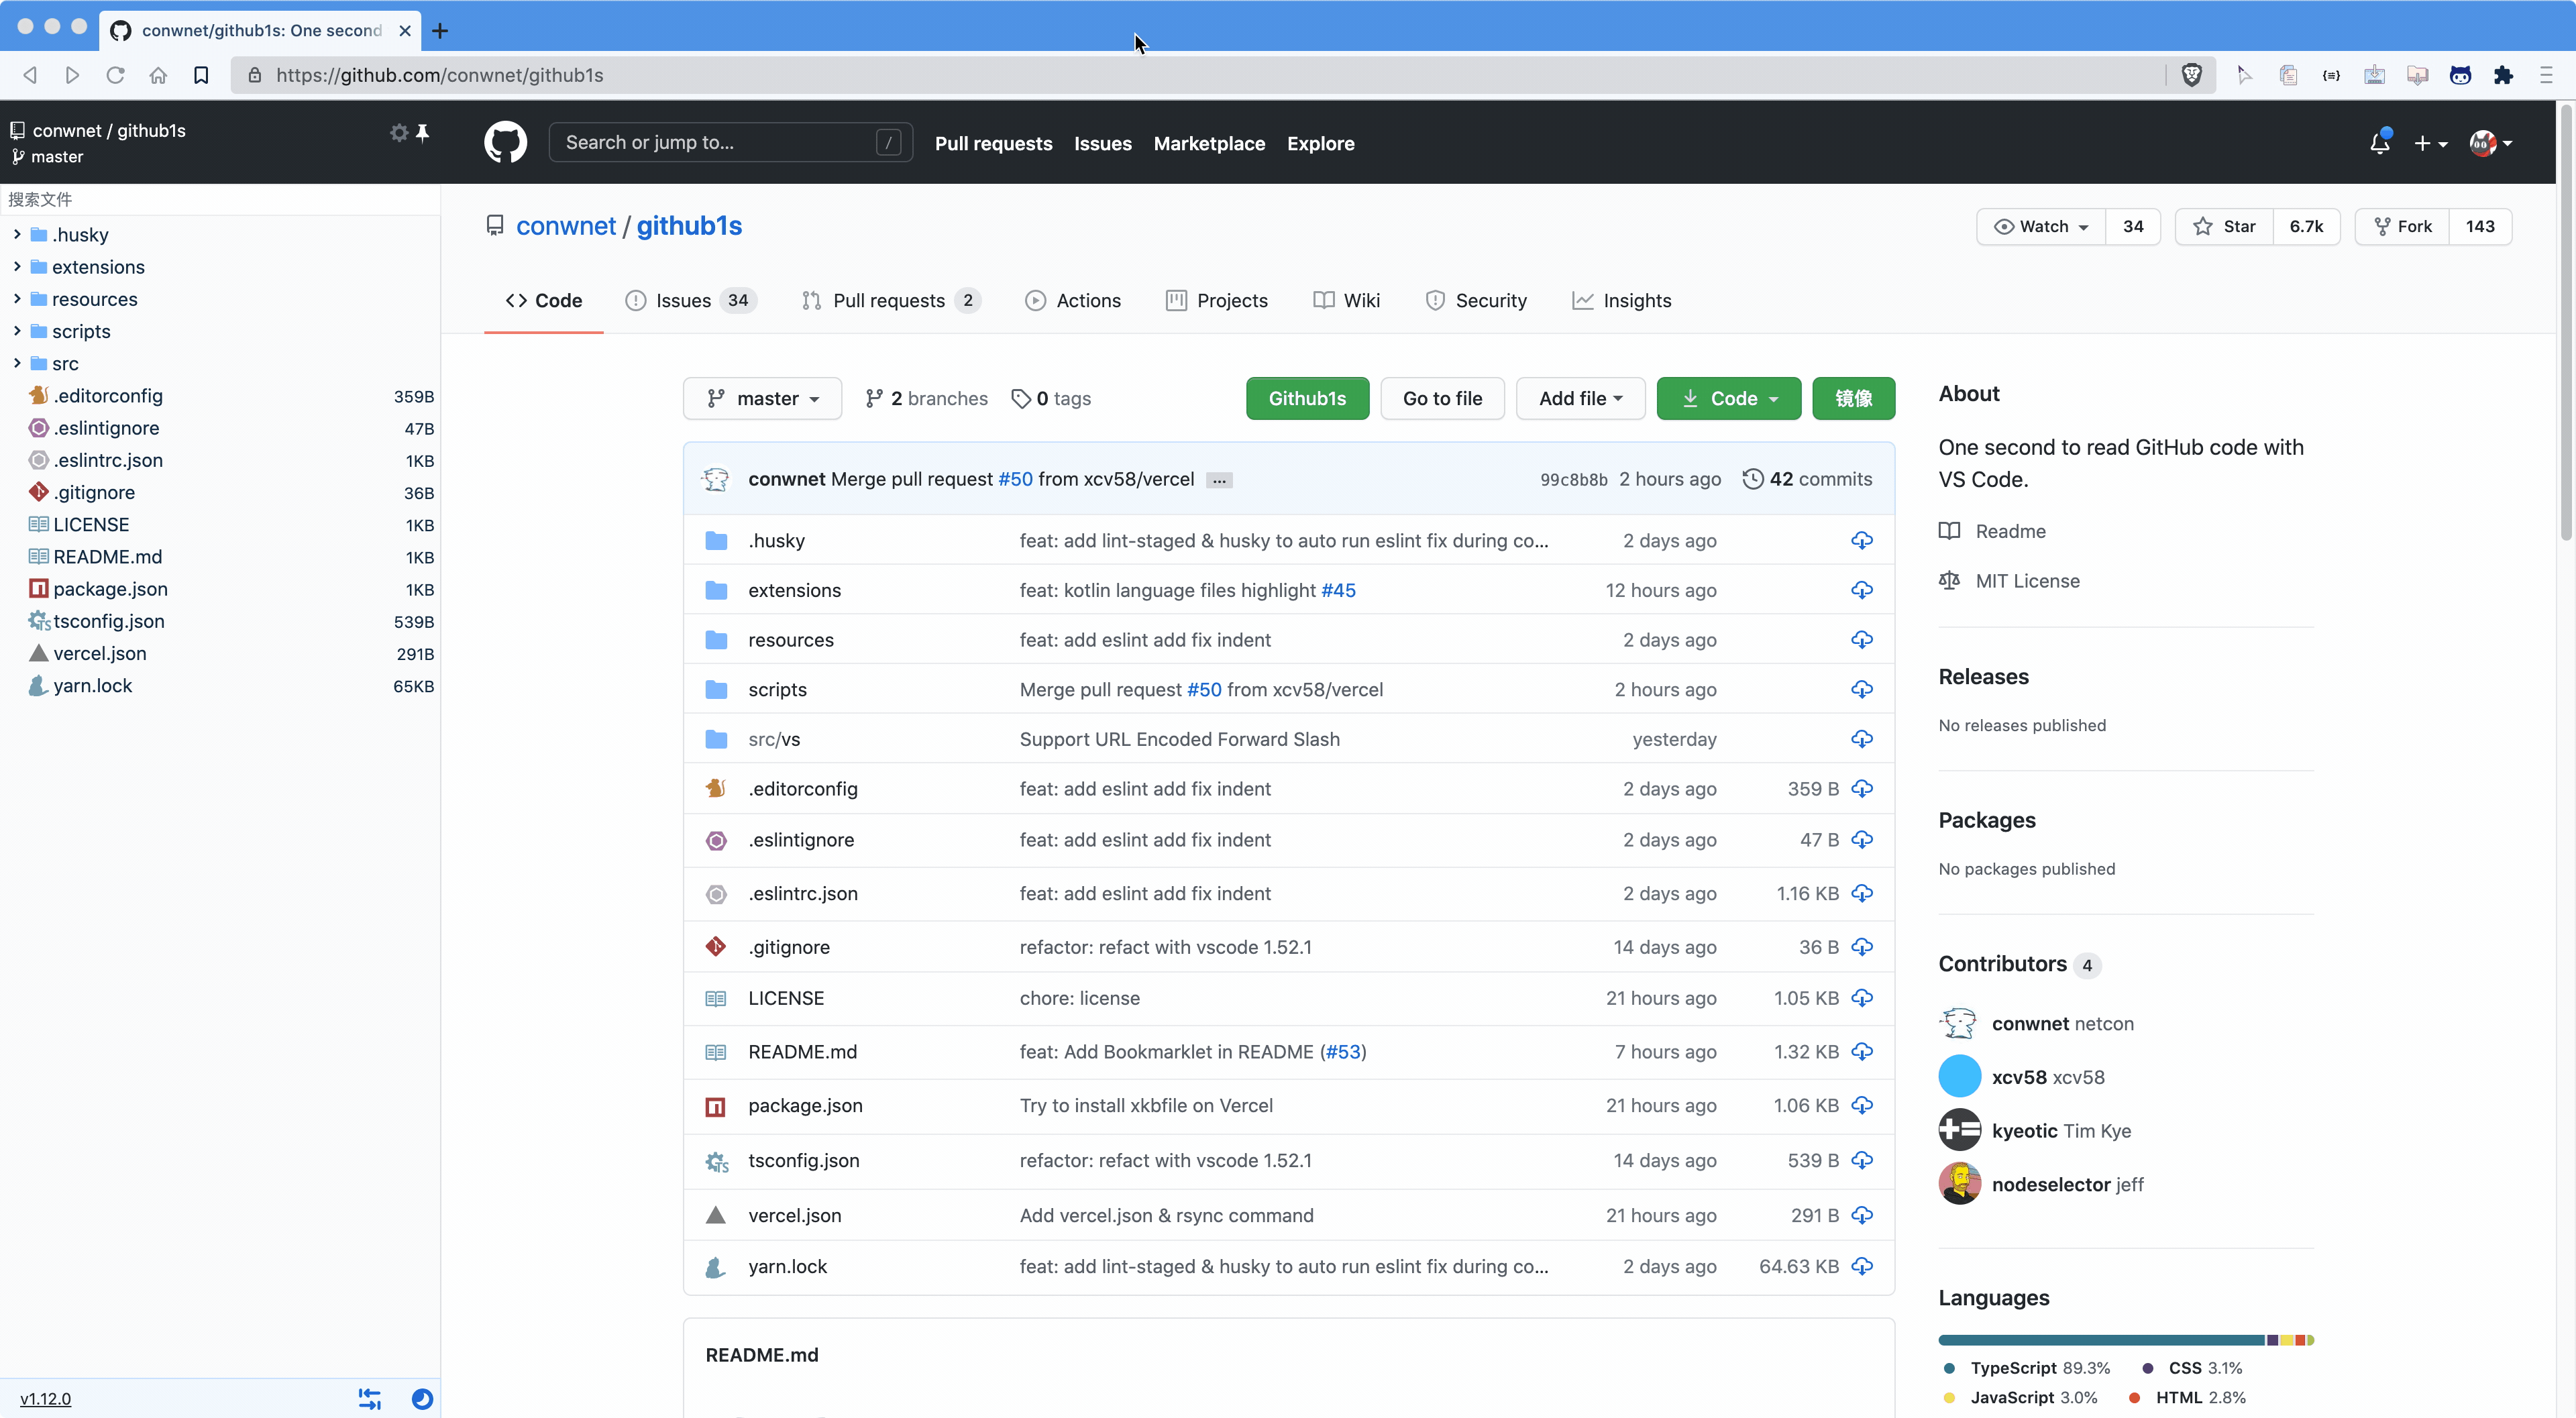 conwnet/github1s: One second
https://github.com/conwnet/github1s
conwnet / github1s
master
搜索文件
.husky
extensions
resources
scripts
src
.editorconfig 359B
.eslintignore 47B
.eslintrc.json 1KB
.gitignore 36B
LICENSE 1KB
README.md 1KB
package.json 1KB
tsconfig.json 539B
vercel.json 291B
yarn.lock 65KB
v1.12.0
Search or jump to... /
Pull requests Issues Marketplace Explore
conwnet / github1s
Watch 34 Star 6.7k Fork 143
Code Issues 34 Pull requests 2 Actions Projects Wiki Security Insights
master 2 branches 0 tags Github1s Go to file Add file Code 镜像
conwnet Merge pull request #50 from xcv58/vercel ... 99c8b8b 2 hours ago 42 commits
.husky feat: add lint-staged & husky to auto run eslint fix during co... 2 days ago
extensions feat: kotlin language files highlight #45 12 hours ago
resources feat: add eslint add fix indent 2 days ago
scripts Merge pull request #50 from xcv58/vercel 2 hours ago
src/vs Support URL Encoded Forward Slash yesterday
.editorconfig feat: add eslint add fix indent 2 days ago 359 B
.eslintignore feat: add eslint add fix indent 2 days ago 47 B
.eslintrc.json feat: add eslint add fix indent 2 days ago 1.16 KB
.gitignore refactor: refact with vscode 1.52.1 14 days ago 36 B
LICENSE chore: license 21 hours ago 1.05 KB
README.md feat: Add Bookmarklet in README (#53) 7 hours ago 1.32 KB
package.json Try to install xkbfile on Vercel 21 hours ago 1.06 KB
tsconfig.json refactor: refact with vscode 1.52.1 14 days ago 539 B
vercel.json Add vercel.json & rsync command 21 hours ago 291 B
yarn.lock feat: add lint-staged & husky to auto run eslint fix during co... 2 days ago 64.63 KB
README.md
About
One second to read GitHub code with
VS Code.
Readme
MIT License
Releases
No releases published
Packages
No packages published
Contributors 4
conwnet netcon
xcv58 xcv58
kyeotic Tim Kye
nodeselector jeff
Languages
TypeScript 89.3% CSS 3.1%
JavaScript 3.0% HTML 2.8%